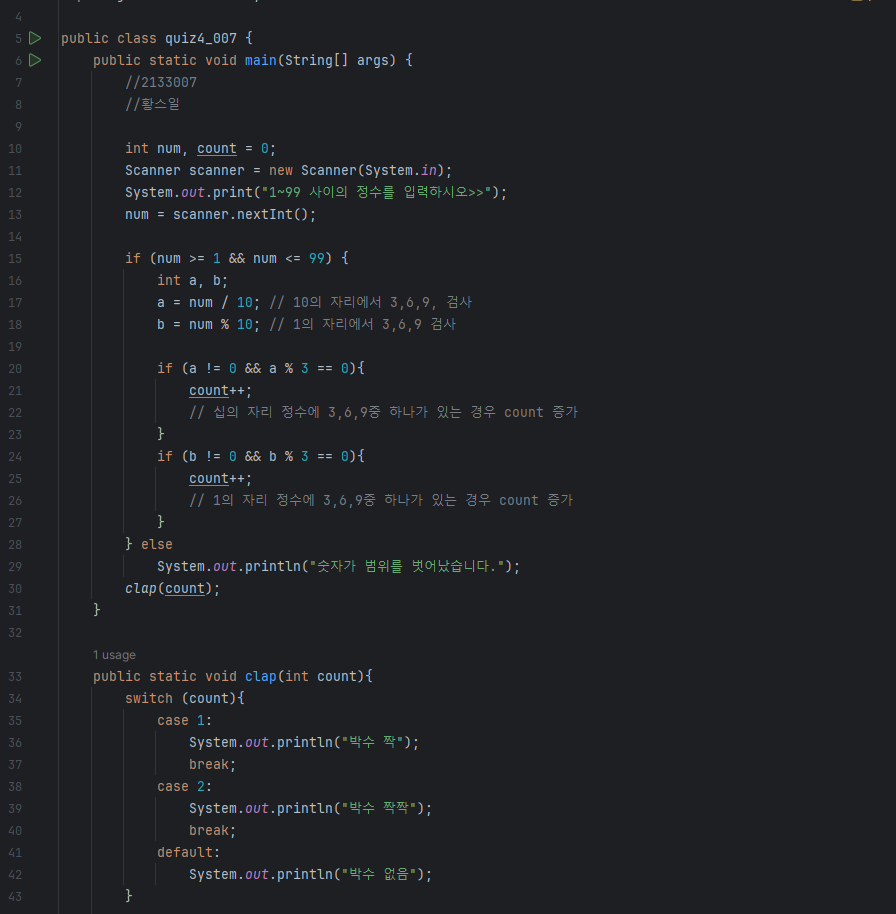 4
5 public class quiz4_007 {
6 public static void main(String[] args) {
7 //2133007
8 //황스일
9
10 int num, count = 0;
11 Scanner scanner = new Scanner(System.in);
12 System.out.print("1~99 사이의 정수를 입력하시오>>");
13 num = scanner.nextInt();
14
15 if (num >= 1 && num <= 99) {
16 int a, b;
17 a = num / 10; // 10의 자리에서 3,6,9, 검사
18 b = num % 10; // 1의 자리에서 3,6,9 검사
19
20 if (a != 0 && a % 3 == 0){
21 count++;
22 // 십의 자리 정수에 3,6,9중 하나가 있는 경우 count 증가
23 }
24 if (b != 0 && b % 3 == 0){
25 count++;
26 // 1의 자리 정수에 3,6,9중 하나가 있는 경우 count 증가
27 }
28 } else
29 System.out.println("숫자가 범위를 벗어났습니다.");
30 clap(count);
31 }
32
1 usage
33 public static void clap(int count){
34 switch (count){
35 case 1:
36 System.out.println("박수 짝");
37 break;
38 case 2:
39 System.out.println("박수 짝짝");
40 break;
41 default:
42 System.out.println("박수 없음");
43 }